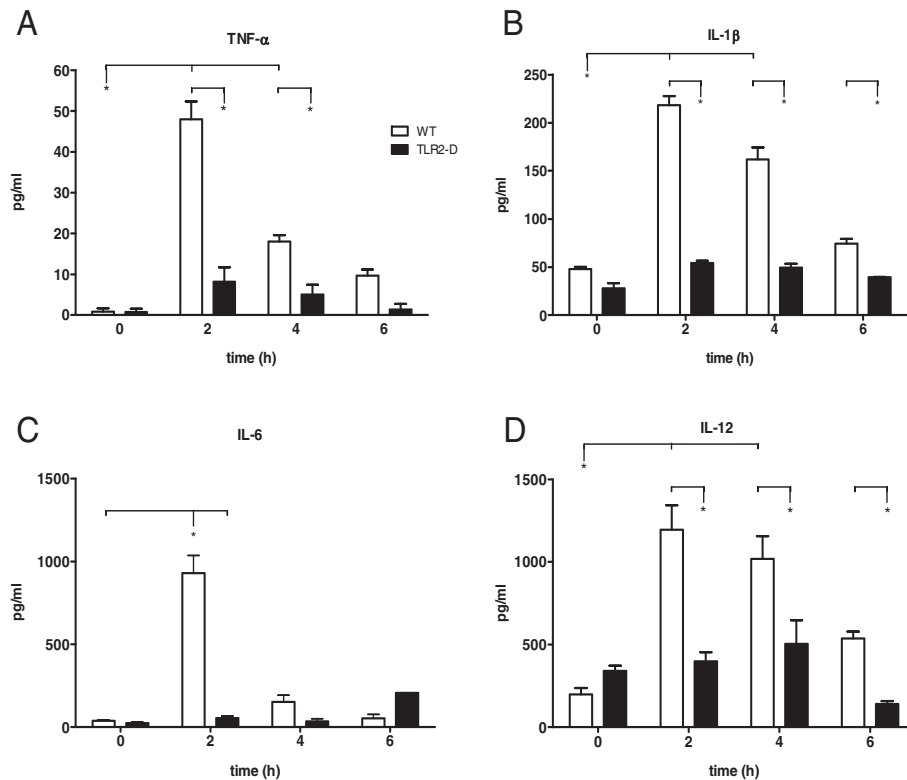 A
TNF-α
60
50
40
30
20
10
0
pg/ml
* * *
WT
TLR2-D
0 2 4 6
time (h)
B
IL-1β
250
200
150
100
50
0
pg/ml
* * * *
0 2 4 6
time (h)
C
IL-6
1500
1000
500
0
pg/ml
*
0 2 4 6
time (h)
D
IL-12
1500
1000
500
0
pg/ml
* * * *
0 2 4 6
time (h)